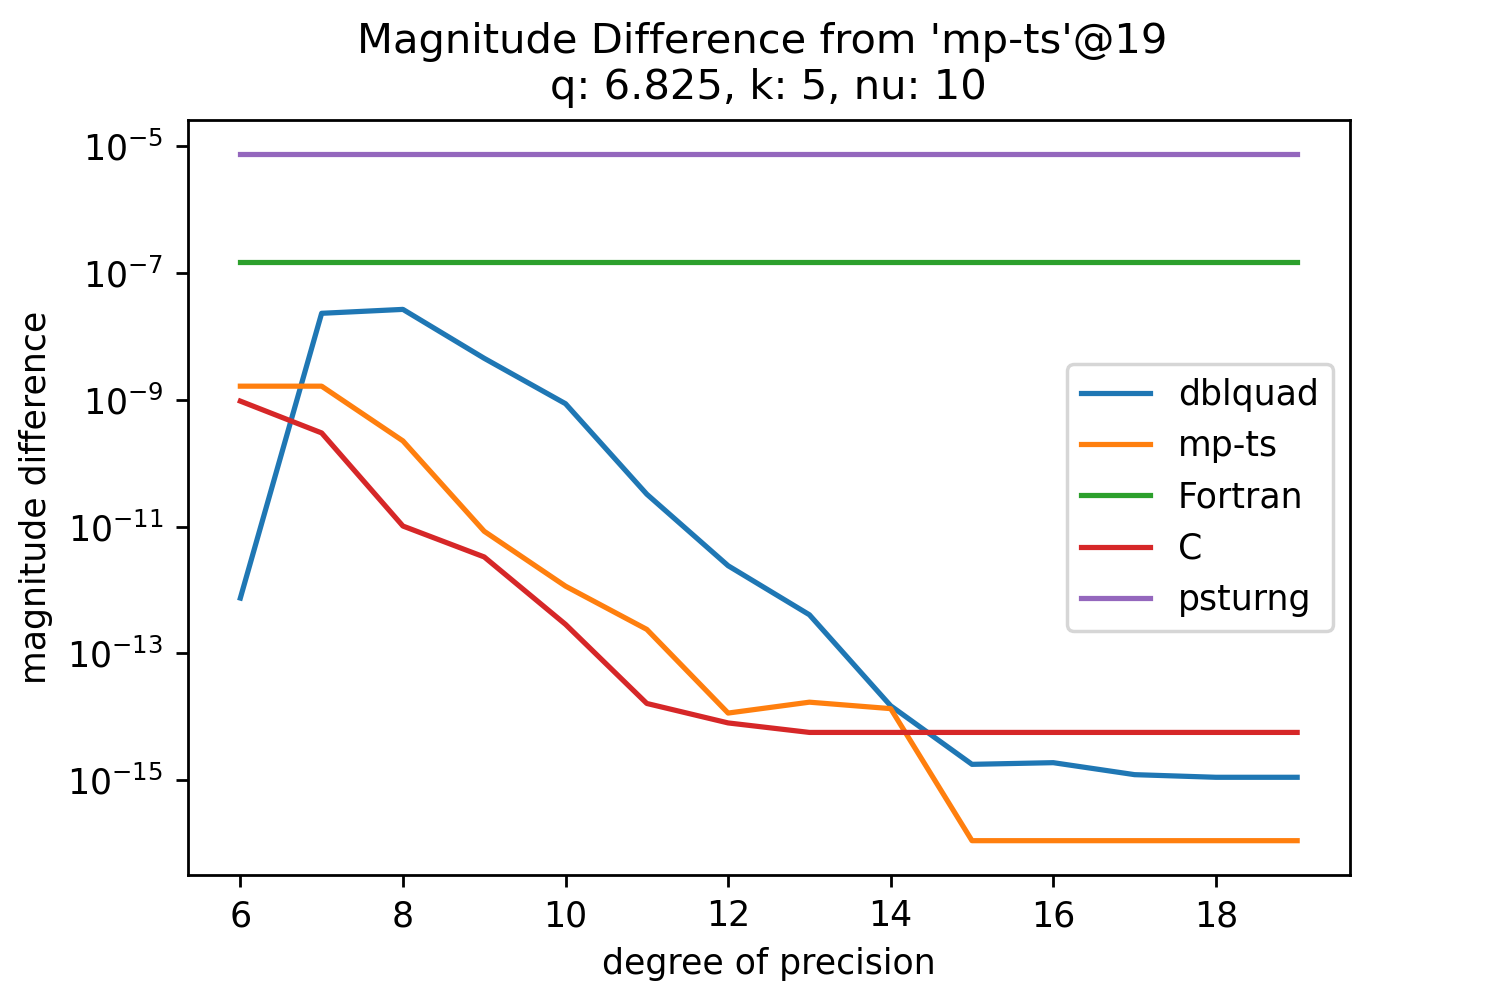 Magnitude Difference from 'mp-ts'@19
q: 6.825, k: 5, nu: 10
magnitude difference
10⁻⁵
10⁻⁷
10⁻⁹
10⁻¹¹
10⁻¹³
10⁻¹⁵
dblquad
mp-ts
Fortran
C
psturng
6 8 10 12 14 16 18
degree of precision